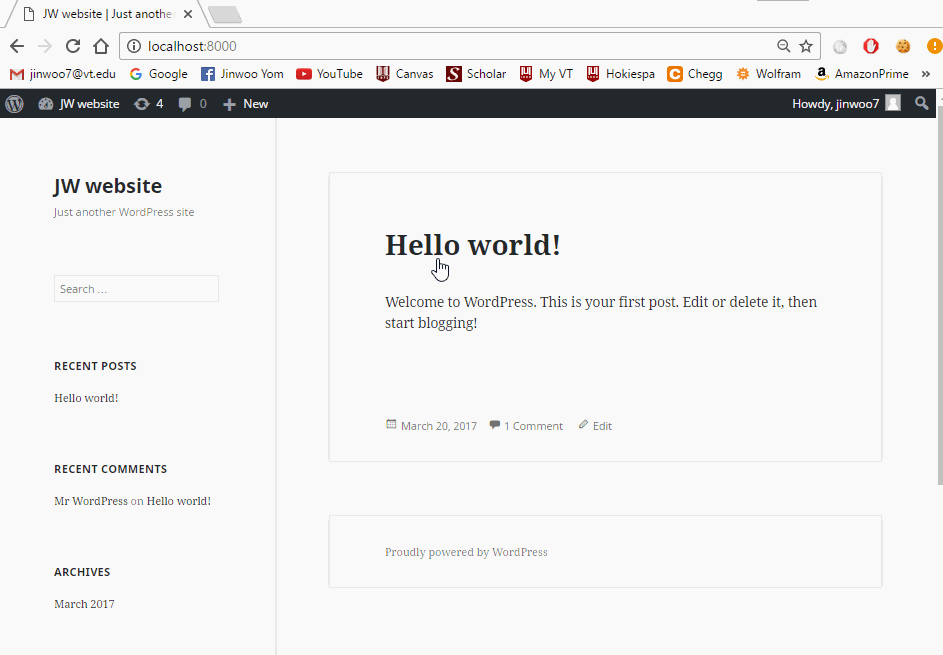 JW website | Just anothe
localhost:8000
jinwoo7@vt.edu Google Jinwoo Yom YouTube Canvas Scholar My VT Hokiespa Chegg Wolfram AmazonPrime »
JW website 4 0 + New Howdy, jinwoo7
JW website
Just another WordPress site
Search ...
RECENT POSTS
Hello world!
RECENT COMMENTS
Mr WordPress on Hello world!
ARCHIVES
March 2017
Hello world!
Welcome to WordPress. This is your first post. Edit or delete it, then
start blogging!
March 20, 2017 1 Comment Edit
Proudly powered by WordPress